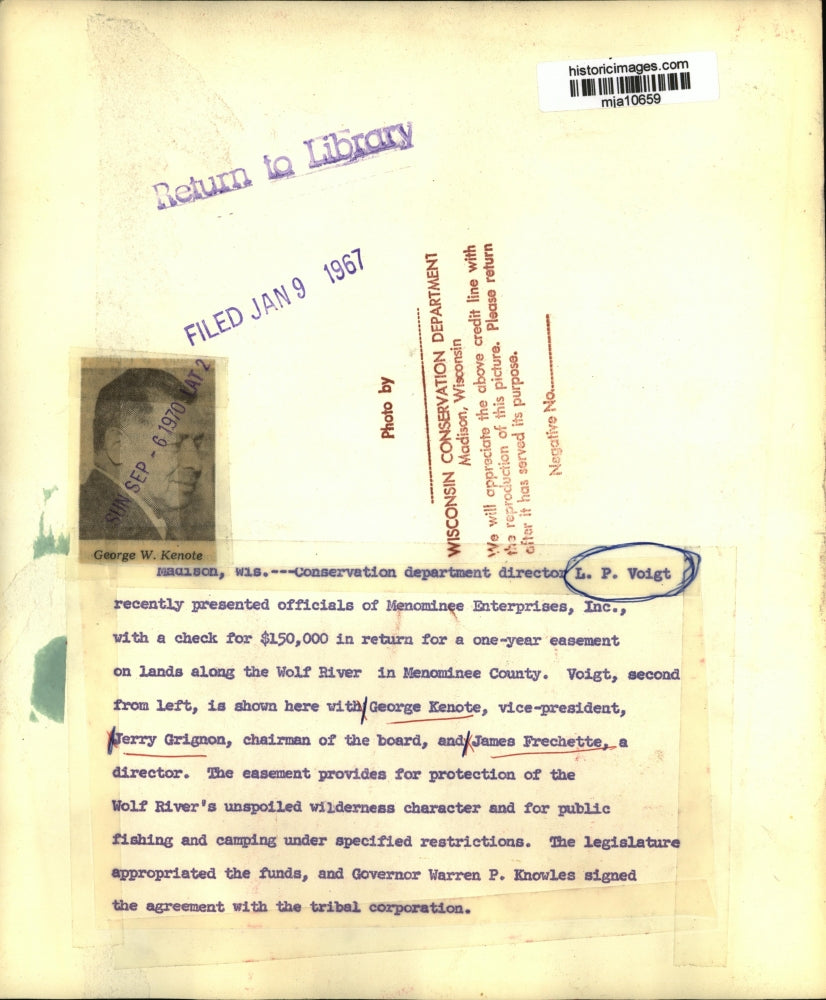 historicimages.com
mja10659
Return to Library
FILED JAN 9 1967
Photo by
WISCONSIN CONSERVATION DEPARTMENT
Madison, Wisconsin
We will appreciate the above credit line with
the reproduction of this picture. Please return
after it has served its purpose.
Negative No.
SUN SEP - 6 1970 LAT 2
George W. Kenote
Madison, Wis.---Conservation department director L. P. Voigt
recently presented officials of Menominee Enterprises, Inc.,
with a check for $150,000 in return for a one-year easement
on lands along the Wolf River in Menominee County. Voigt, second
from left, is shown here with George Kenote, vice-president,
Jerry Grignon, chairman of the board, and James Frechette, a
director. The easement provides for protection of the
Wolf River's unspoiled wilderness character and for public
fishing and camping under specified restrictions. The legislature
appropriated the funds, and Governor Warren P. Knowles signed
the agreement with the tribal corporation.